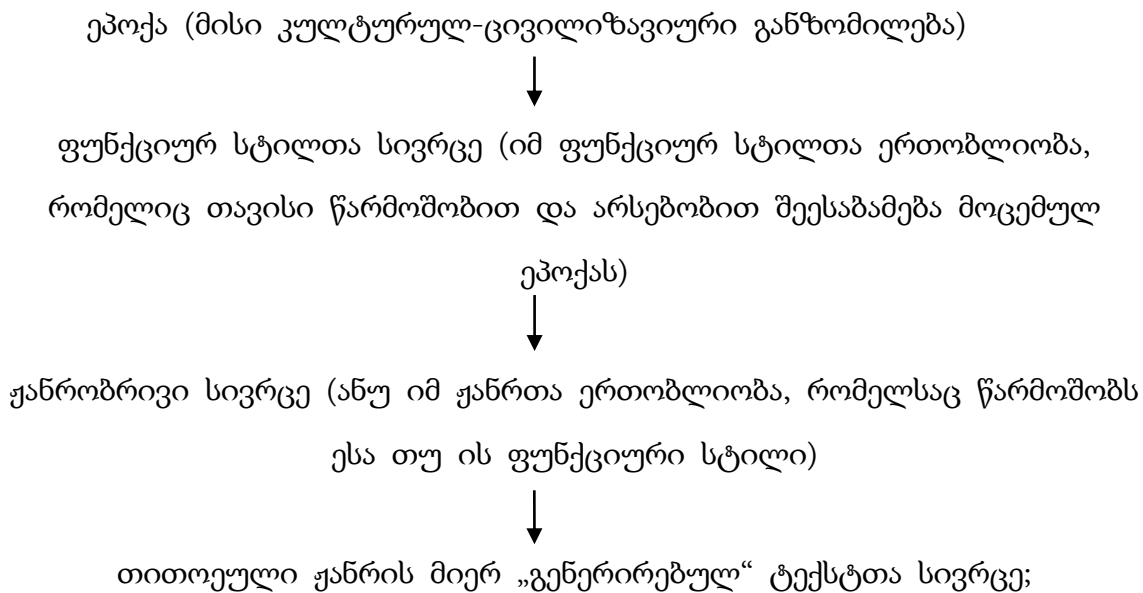 ეპოქა (მისი კულტურულ-ცივილიზავიური განზომილება)
ფუნქციურ სტილთა სივრცე (იმ ფუნქციურ სტილთა ერთობლიობა,
რომელიც თავისი წარმოშობით და არსებობით შეესაბამება მოცემულ
ეპოქას)
ჟანრობრივი სივრცე (ანუ იმ ჟანრთა ერთობლიობა, რომელსაც წარმოშობს
ესა თუ ის ფუნქციური სტილი)
თითოეული ჟანრის მიერ „გენერირებულ“ ტექსტთა სივრცე;